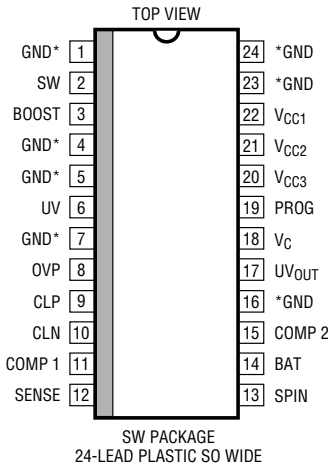 TOP VIEW
GND* 1 24 *GND
SW 2 23 *GND
BOOST 3 22 VCC1
GND* 4 21 VCC2
GND* 5 20 VCC3
UV 6 19 PROG
GND* 7 18 VC
OVP 8 17 UVOUT
CLP 9 16 *GND
CLN 10 15 COMP 2
COMP 1 11 14 BAT
SENSE 12 13 SPIN
SW PACKAGE
24-LEAD PLASTIC SO WIDE